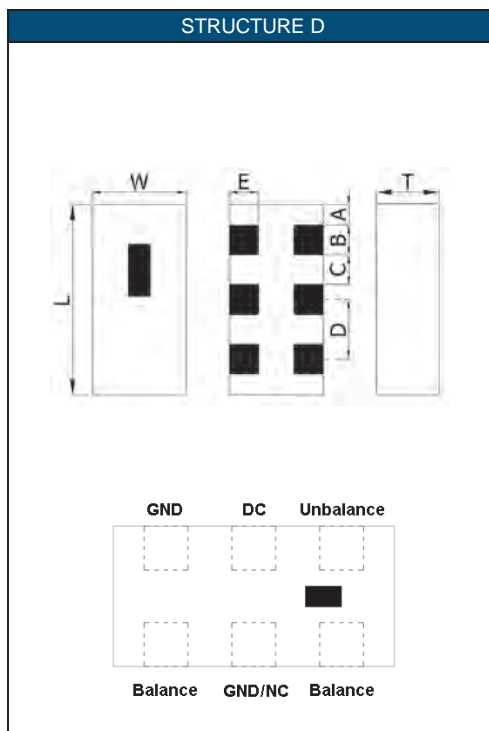 STRUCTURE D
W
E
T
L
A
B
C
D
GND DC Unbalance
Balance GND/NC Balance